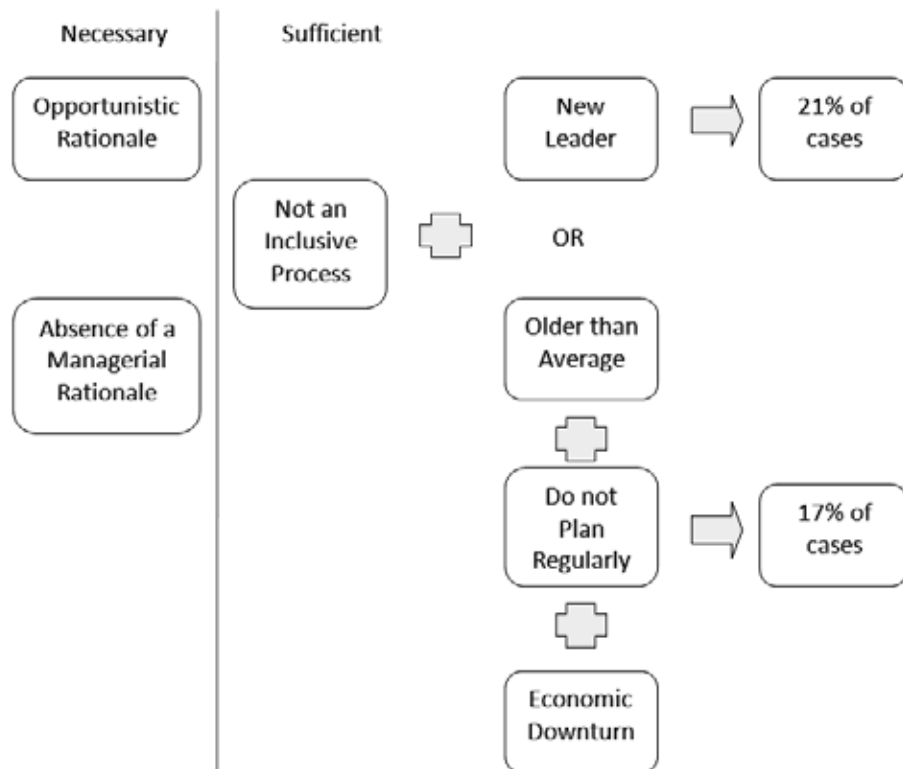 Necessary
Sufficient
Opportunistic
Rationale
New
Leader
21% of
cases
Not an
Inclusive
Process
OR
Absence of a
Managerial
Rationale
Older than
Average
Do not
Plan
Regularly
17% of
cases
Economic
Downturn